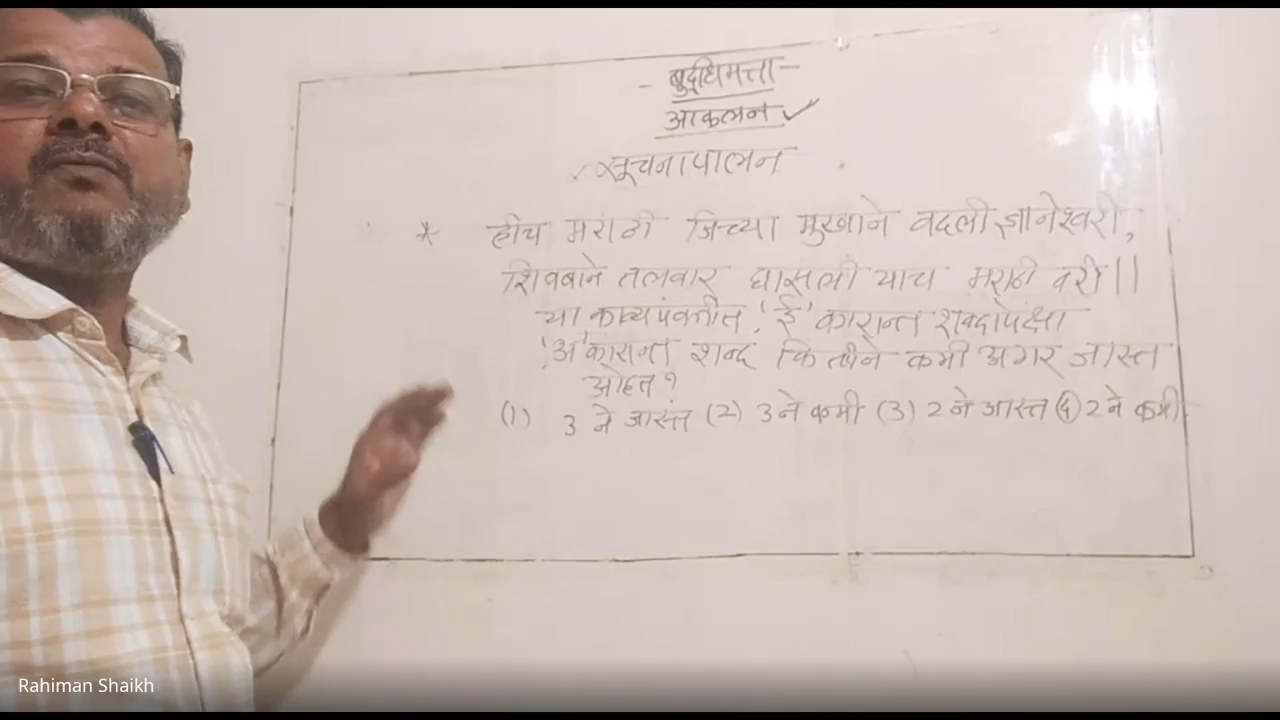 - बुद्धिमत्ता -
आकलन ✓
सूचनापालन
* हीच मराठी जिच्या मुखाने वदली ज्ञानेश्वरी,
शिवबाने तलवार घासली याच मराठी वरी||
या काव्यपंक्तीत 'ई' कारान्त शब्दांपेक्षा
'अ' कारान्त शब्द कितीने कमी अगर जास्त
आहेत?
(1) 3 ने जास्त (2) 3 ने कमी (3) 2 ने जास्त (4) 2 ने कमी
Rahiman Shaikh